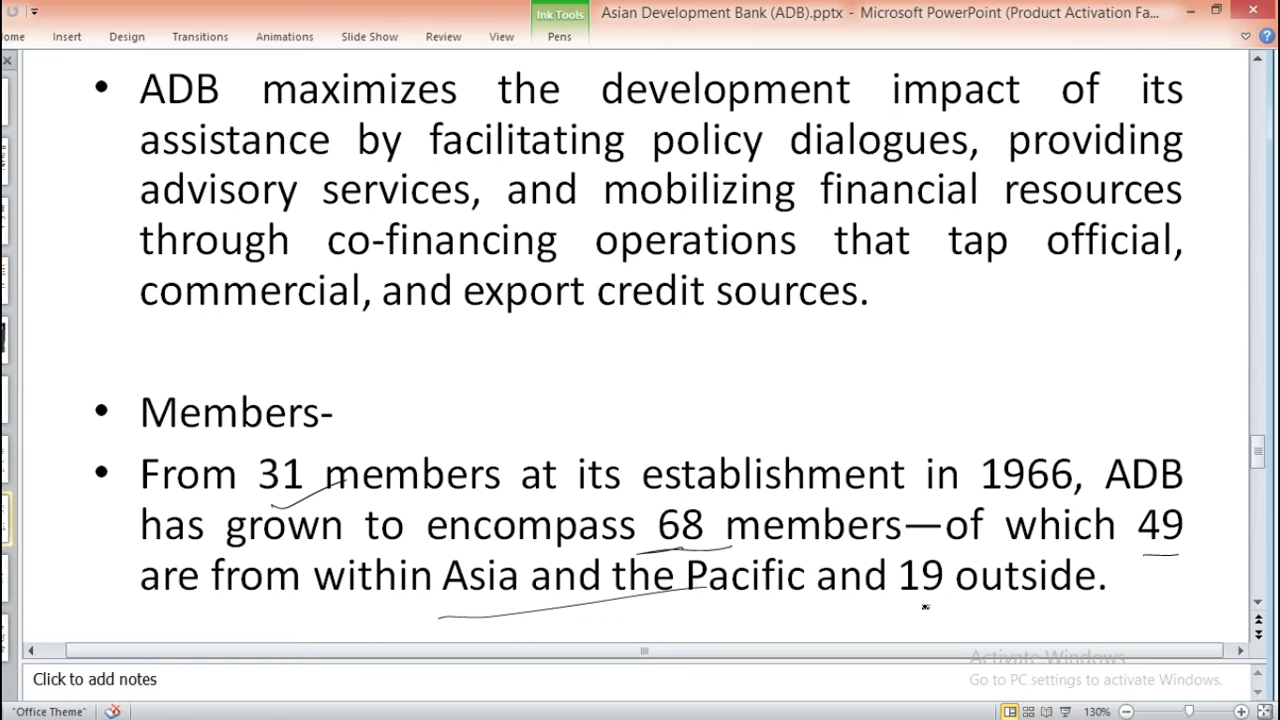 Ink Tools
Asian Development Bank (ADB).pptx - Microsoft PowerPoint (Product Activation Fa...
Insert Design Transitions Animations Slide Show Review View Pens
• ADB maximizes the development impact of its
assistance by facilitating policy dialogues, providing
advisory services, and mobilizing financial resources
through co-financing operations that tap official,
commercial, and export credit sources.
• Members-
• From 31 members at its establishment in 1966, ADB
has grown to encompass 68 members—of which 49
are from within Asia and the Pacific and 19 outside.
Activate Windows
Go to PC settings to activate Windows.
Click to add notes
"Office Theme" 130%